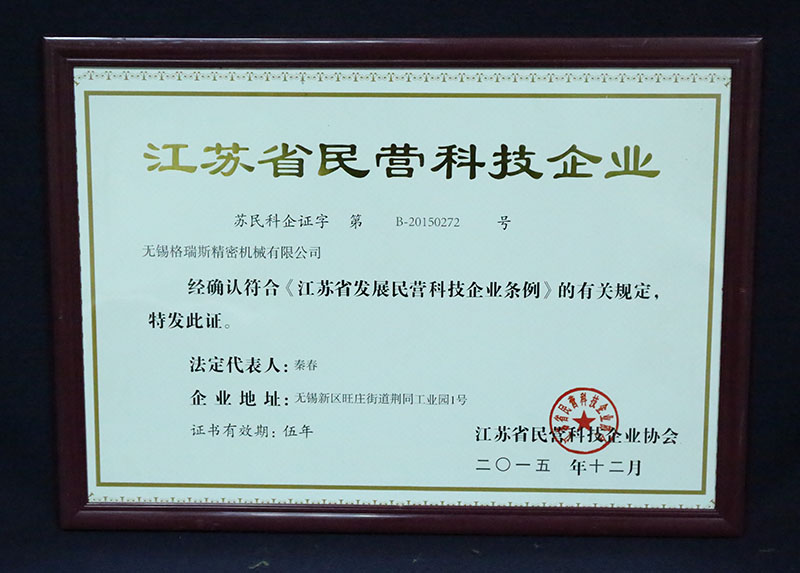 江苏省民营科技企业
苏民科企证字 第 B-20150272 号
无锡格瑞斯精密机械有限公司
经确认符合《江苏省发展民营科技企业条例》的有关规定，
特发此证。
法定代表人：秦春
企业地址：无锡新区旺庄街道荆同工业园1号
证书有效期：伍年
江苏省民营科技企业协会
二〇一五 年十二月